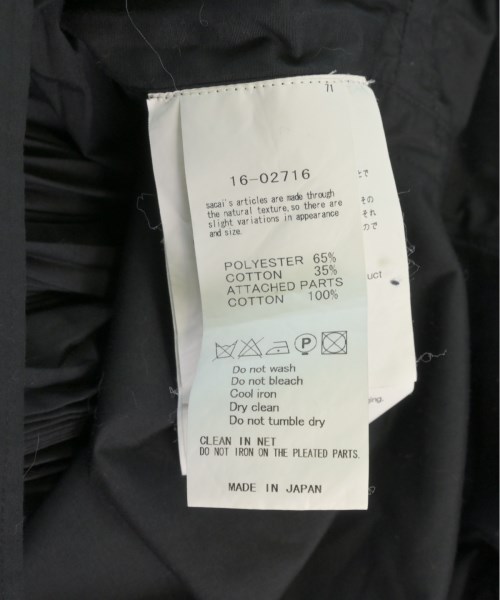 71
16-02716
sacai's articles are made through
the natural texture, so there are
slight variations in appearance
and size.
POLYESTER 65%
COTTON 35%
ATTACHED PARTS
COTTON 100%
P
Do not wash
Do not bleach
Cool iron
Dry clean
Do not tumble dry
CLEAN IN NET
DO NOT IRON ON THE PLEATED PARTS.
MADE IN JAPAN